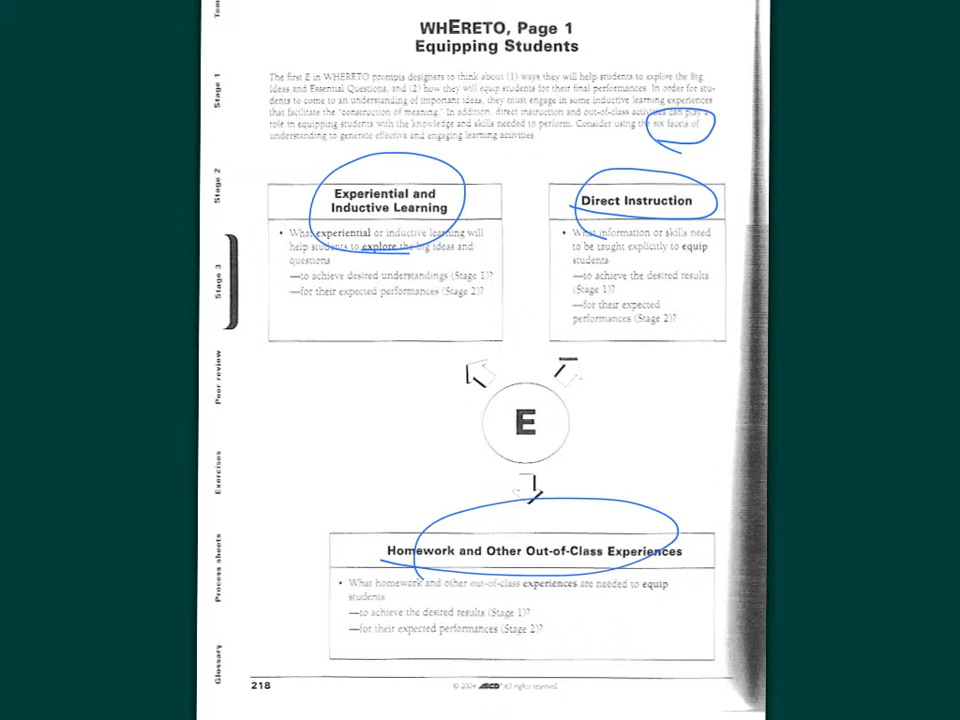 Tem
Stage 1
Stage 2
Stage 3
Peer review
Exercises
Process sheets
Glossary
WHERETO, Page 1
Equipping Students
The first E in WHERETO prompts designers to think about (1) ways they will help students to explore the Big
Ideas and Essential Questions, and (2) how they will equip students for their final performances. In order for stu-
dents to come to an understanding of important ideas, they must engage in some inductive learning experiences
that facilitate the "construction of meaning." In addition, direct instruction and out-of-class activities can play a
role in equipping students with the knowledge and skills needed to perform. Consider using the six facets of
understanding to generate effective and engaging learning activities.
Experiential and
Inductive Learning
• What experiential or inductive learning will
help students to explore the big ideas and
questions
—to achieve desired understandings (Stage 1)?
—for their expected performances (Stage 2)?
Direct Instruction
• What information or skills need
to be taught explicitly to equip
students
—to achieve the desired results
(Stage 1)?
—for their expected
performances (Stage 2)?
E
Homework and Other Out-of-Class Experiences
• What homework and other out-of-class experiences are needed to equip
students
—to achieve the desired results (Stage 1)?
—for their expected performances (Stage 2)?
218
© 2004 ASCD All rights reserved.